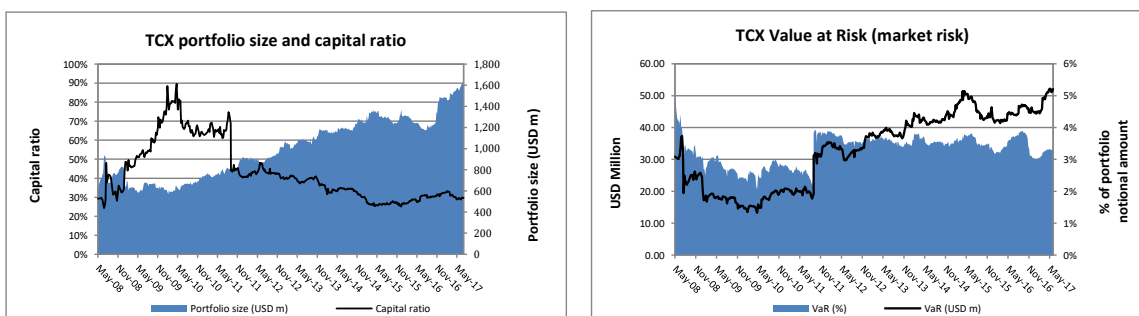 TCX portfolio size and capital ratio
100%
90%
80%
70%
60%
50%
40%
30%
20%
10%
0%
Capital ratio
1,800
1,600
1,400
1,200
1,000
800
600
400
200
0
Portfolio size (USD m)
May-08
Nov-08
May-09
Nov-09
May-10
Nov-10
May-11
Nov-11
May-12
Nov-12
May-13
Nov-13
May-14
Nov-14
May-15
Nov-15
May-16
Nov-16
May-17
Portfolio size (USD m)
Capital ratio
TCX Value at Risk (market risk)
60.00
50.00
40.00
30.00
20.00
10.00
0.00
USD Million
6%
5%
4%
3%
2%
1%
0%
% of portfolio
notional amount
May-08
Nov-08
May-09
Nov-09
May-10
Nov-10
May-11
Nov-11
May-12
Nov-12
May-13
Nov-13
May-14
Nov-14
May-15
Nov-15
May-16
Nov-16
May-17
VaR (%)
VaR (USD m)